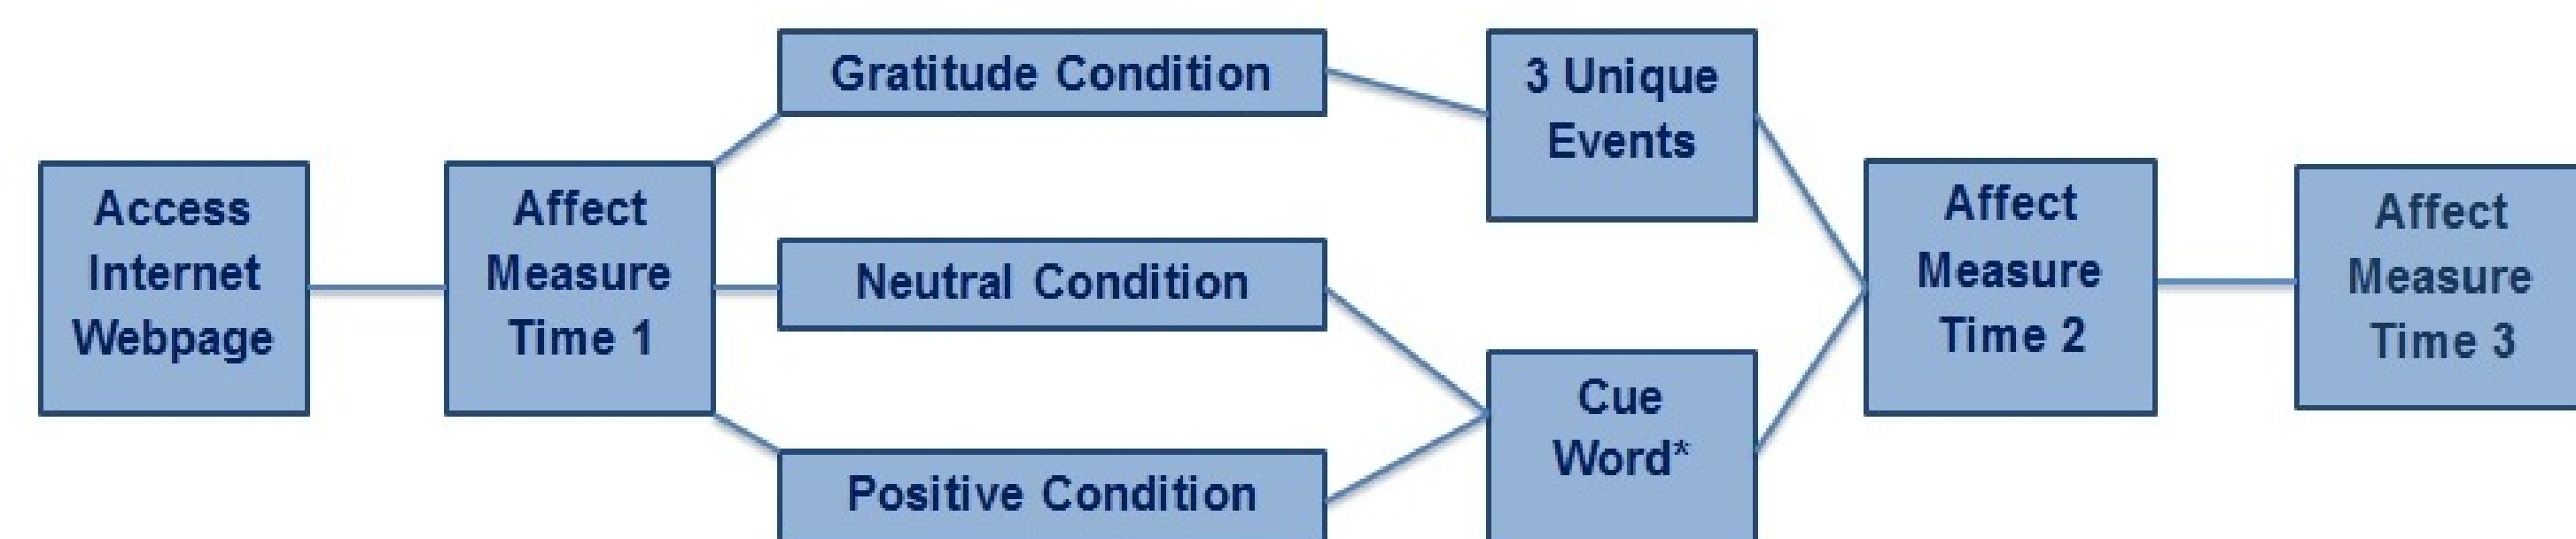 Access
Internet
Webpage
Affect
Measure
Time 1
Gratitude Condition
Neutral Condition
Positive Condition
3 Unique
Events
Cue
Word*
Affect
Measure
Time 2
Affect
Measure
Time 3